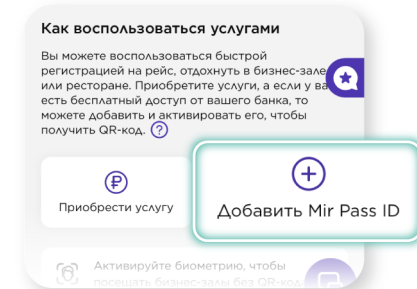 Как воспользоваться услугами
Вы можете воспользоваться быстрой
регистрацией на рейс, отдохнуть в бизнес-зале
или ресторане. Приобретите услуги, а если у ва
есть бесплатный доступ от вашего банка, то
можете добавить и активировать его, чтобы
получить QR-код. ?
Приобрести услугу
Добавить Mir Pass ID
Активируйте биометрию, чтобы
посещать бизнес-залы без QR-код